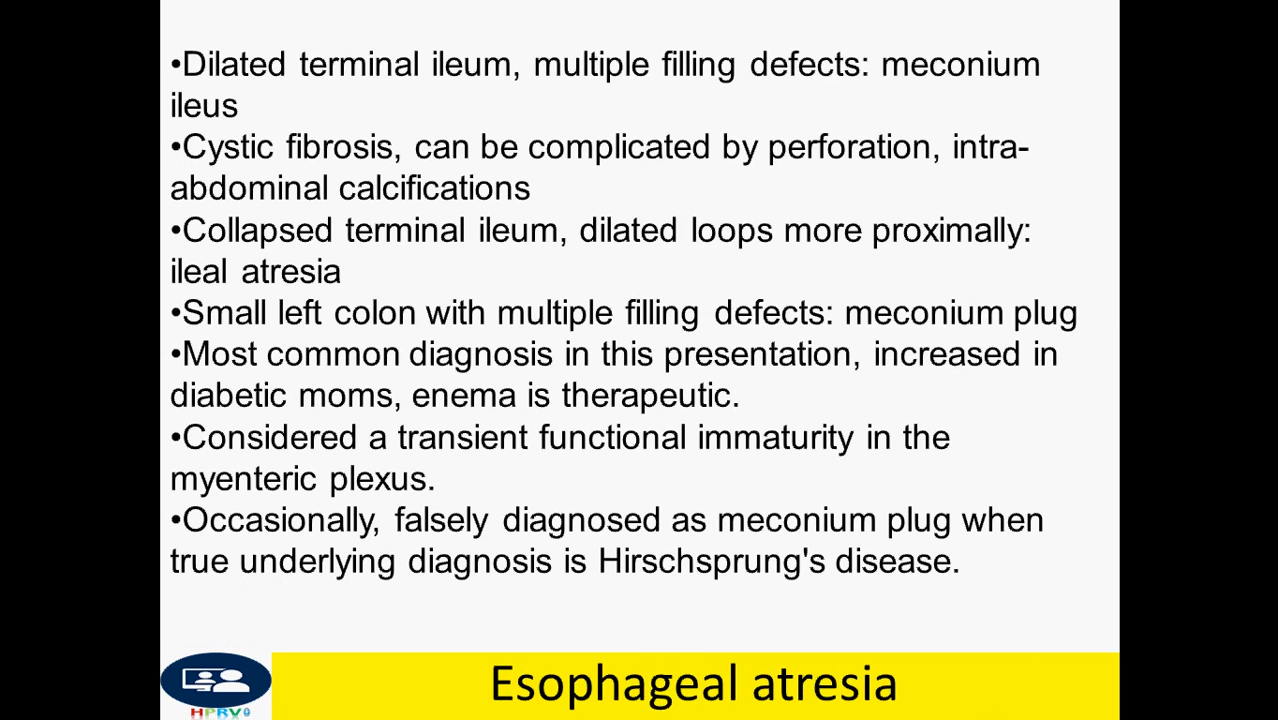 •Dilated terminal ileum, multiple filling defects: meconium
ileus
•Cystic fibrosis, can be complicated by perforation, intra-
abdominal calcifications
•Collapsed terminal ileum, dilated loops more proximally:
ileal atresia
•Small left colon with multiple filling defects: meconium plug
•Most common diagnosis in this presentation, increased in
diabetic moms, enema is therapeutic.
•Considered a transient functional immaturity in the
myenteric plexus.
•Occasionally, falsely diagnosed as meconium plug when
true underlying diagnosis is Hirschsprung's disease.
Esophageal atresia